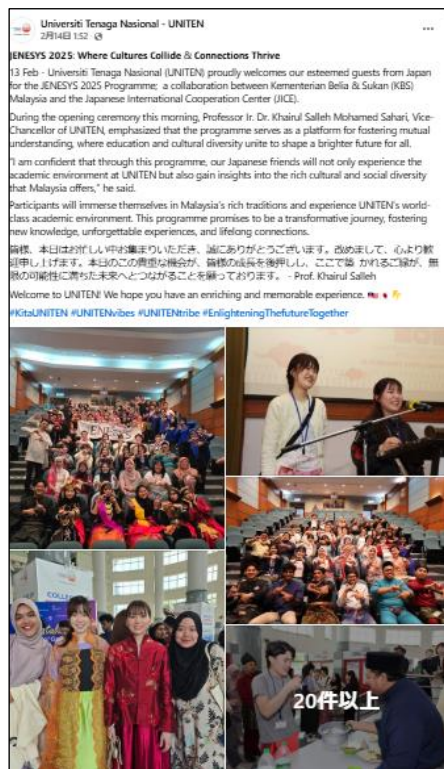 Universiti Tenaga Nasional - UNITEN
2月14日 1:52
JENESYS 2025: Where Cultures Collide & Connections Thrive
13 Feb - Universiti Tenaga Nasional (UNITEN) proudly welcomes our esteemed guests from Japan
for the JENESYS 2025 Programme; a collaboration between Kementerian Belia & Sukan (KBS)
Malaysia and the Japanese International Cooperation Center (JICE).
During the opening ceremony this morning, Professor Ir. Dr. Khairul Salleh Mohamed Sahari, Vice-
Chancellor of UNITEN, emphasized that the programme serves as a platform for fostering mutual
understanding, where education and cultural diversity unite to shape a brighter future for all.
"I am confident that through this programme, our Japanese friends will not only experience the
academic environment at UNITEN but also gain insights into the rich cultural and social diversity
that Malaysia offers," he said.
Participants will immerse themselves in Malaysia's rich traditions and experience UNITEN's world-
class academic environment. This programme promises to be a transformative journey, fostering
new knowledge, unforgettable experiences, and lifelong connections.
皆様、本日はお忙しい中お集まりいただき、誠にありがとうございます。改めまして、心より歓
迎申し上げます。本日のこの貴重な機会が、皆様の成長を後押しし、ここで築 かれるご縁が、無
限の可能性に満ちた未来へとつながることを願っております。 - Prof. Khairul Salleh
Welcome to UNITEN! We hope you have an enriching and memorable experience.
#KitaUNITEN #UNITENvibes #UNITENtribe #EnlighteningThefutureTogether
JENESYS
20件以上